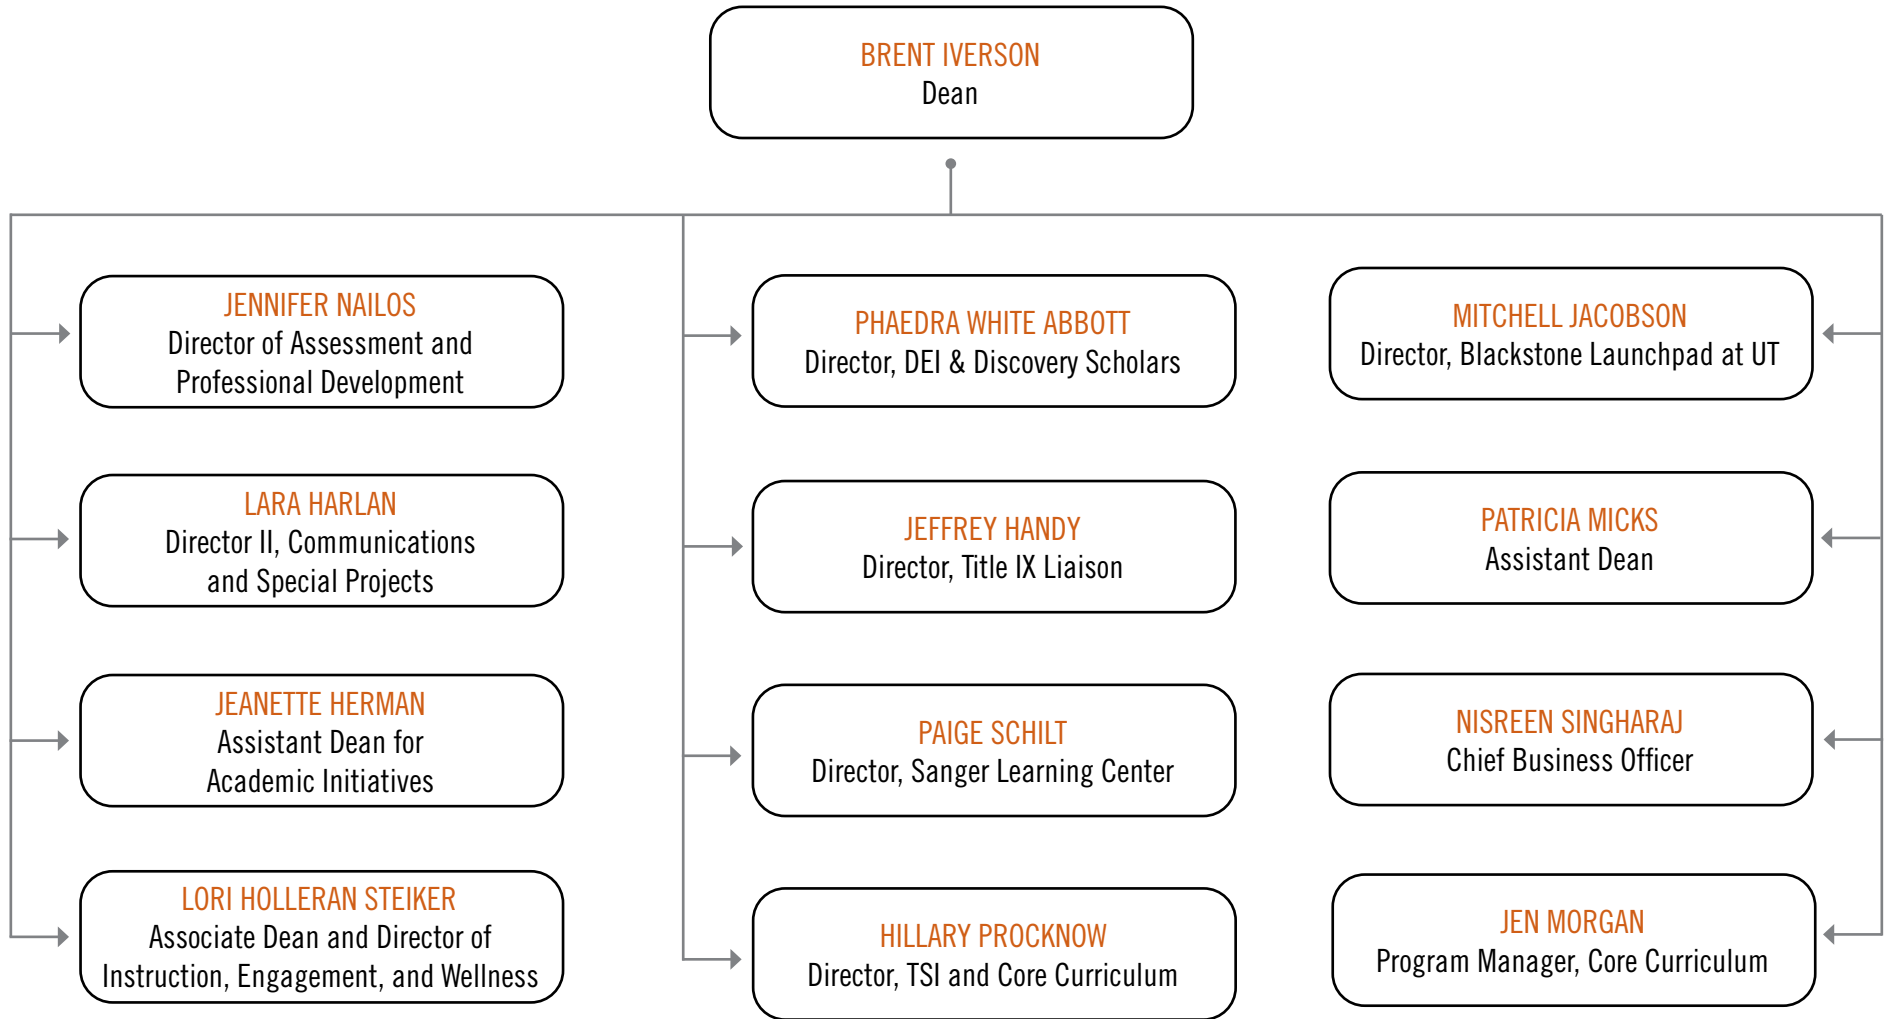 BRENT IVERSON
Dean
JENNIFER NAILOS
Director of Assessment and
Professional Development
LARA HARLAN
Director II, Communications
and Special Projects
JEANETTE HERMAN
Assistant Dean for
Academic Initiatives
LORI HOLLERAN STEIKER
Associate Dean and Director of
Instruction, Engagement, and Wellness
PHAEDRA WHITE ABBOTT
Director, DEI & Discovery Scholars
JEFFREY HANDY
Director, Title IX Liaison
PAIGE SCHILT
Director, Sanger Learning Center
HILLARY PROCKNOW
Director, TSI and Core Curriculum
MITCHELL JACOBSON
Director, Blackstone Launchpad at UT
PATRICIA MICKS
Assistant Dean
NISREEN SINGHARAJ
Chief Business Officer
JEN MORGAN
Program Manager, Core Curriculum